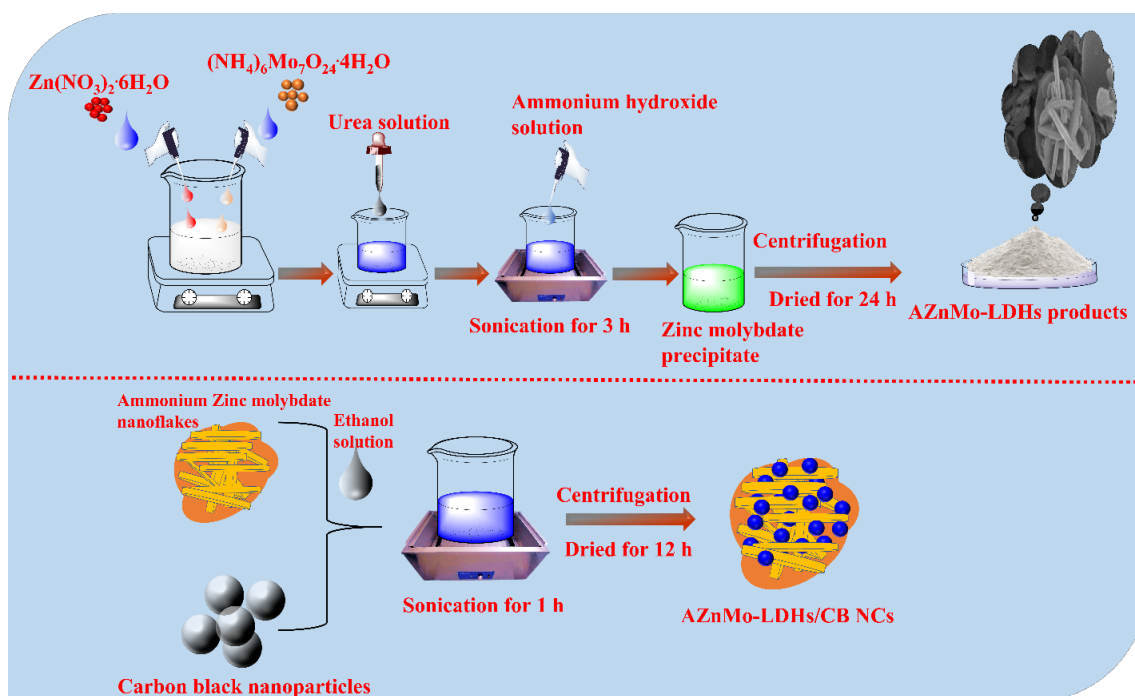 Zn(NO₃)₂·6H₂O
(NH₄)₆Mo₇O₂₄·4H₂O
Urea solution
Ammonium hydroxide
solution
Sonication for 3 h
Zinc molybdate
precipitate
Centrifugation
Dried for 24 h
AZnMo-LDHs products
Ammonium Zinc molybdate
nanoflakes
Ethanol
solution
Carbon black nanoparticles
Sonication for 1 h
Centrifugation
Dried for 12 h
AZnMo-LDHs/CB NCs